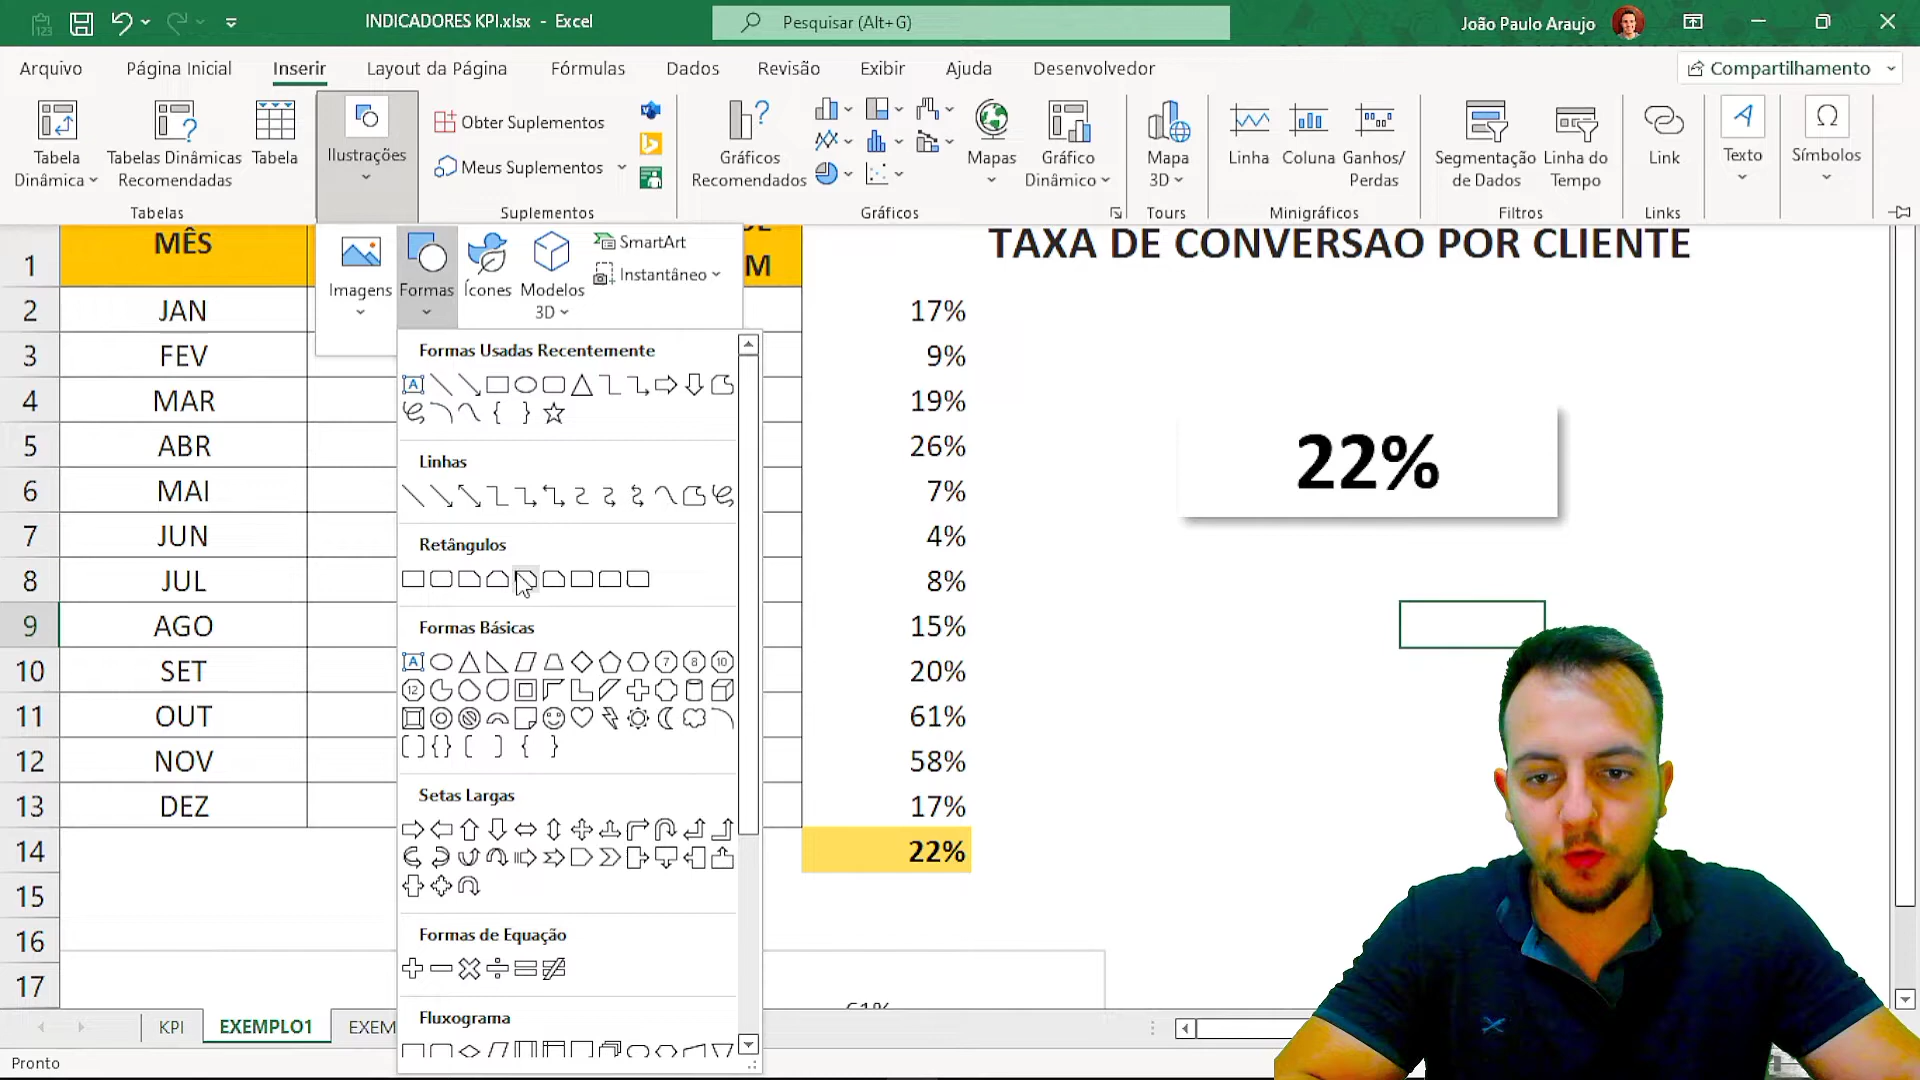 INDICADORES KPI.xlsx - Excel
Pesquisar (Alt+G)
João Paulo Araujo
Arquivo Página Inicial Inserir Layout da Página Fórmulas Dados Revisão Exibir Ajuda Desenvolvedor
Compartilhamento
Tabela Dinâmica
Tabelas Dinâmicas Recomendadas
Tabela
Ilustrações
Obter Suplementos
Meus Suplementos
Gráficos Recomendados
Mapas
Gráfico Dinâmico
Mapa 3D
Linha
Coluna
Ganhos/ Perdas
Segmentação de Dados
Linha do Tempo
Link
Texto
Símbolos
Tabelas Suplementos Gráficos Tours Minigráficos Filtros Links
Imagens
Formas
Ícones
Modelos 3D
SmartArt
Instantâneo
Formas Usadas Recentemente
Linhas
Retângulos
Formas Básicas
Setas Largas
Formas de Equação
Fluxograma
1 MÊS
M
TAXA DE CONVERSAO POR CLIENTE
2 JAN 17%
3 FEV 9%
4 MAR 19%
5 ABR 26%
6 MAI 7%
7 JUN 4%
8 JUL 8%
9 AGO 15%
10 SET 20%
11 OUT 61%
12 NOV 58%
13 DEZ 17%
14 22%
15
16
17
22%
61%
KPI EXEMPLO1 EXEM
Pronto